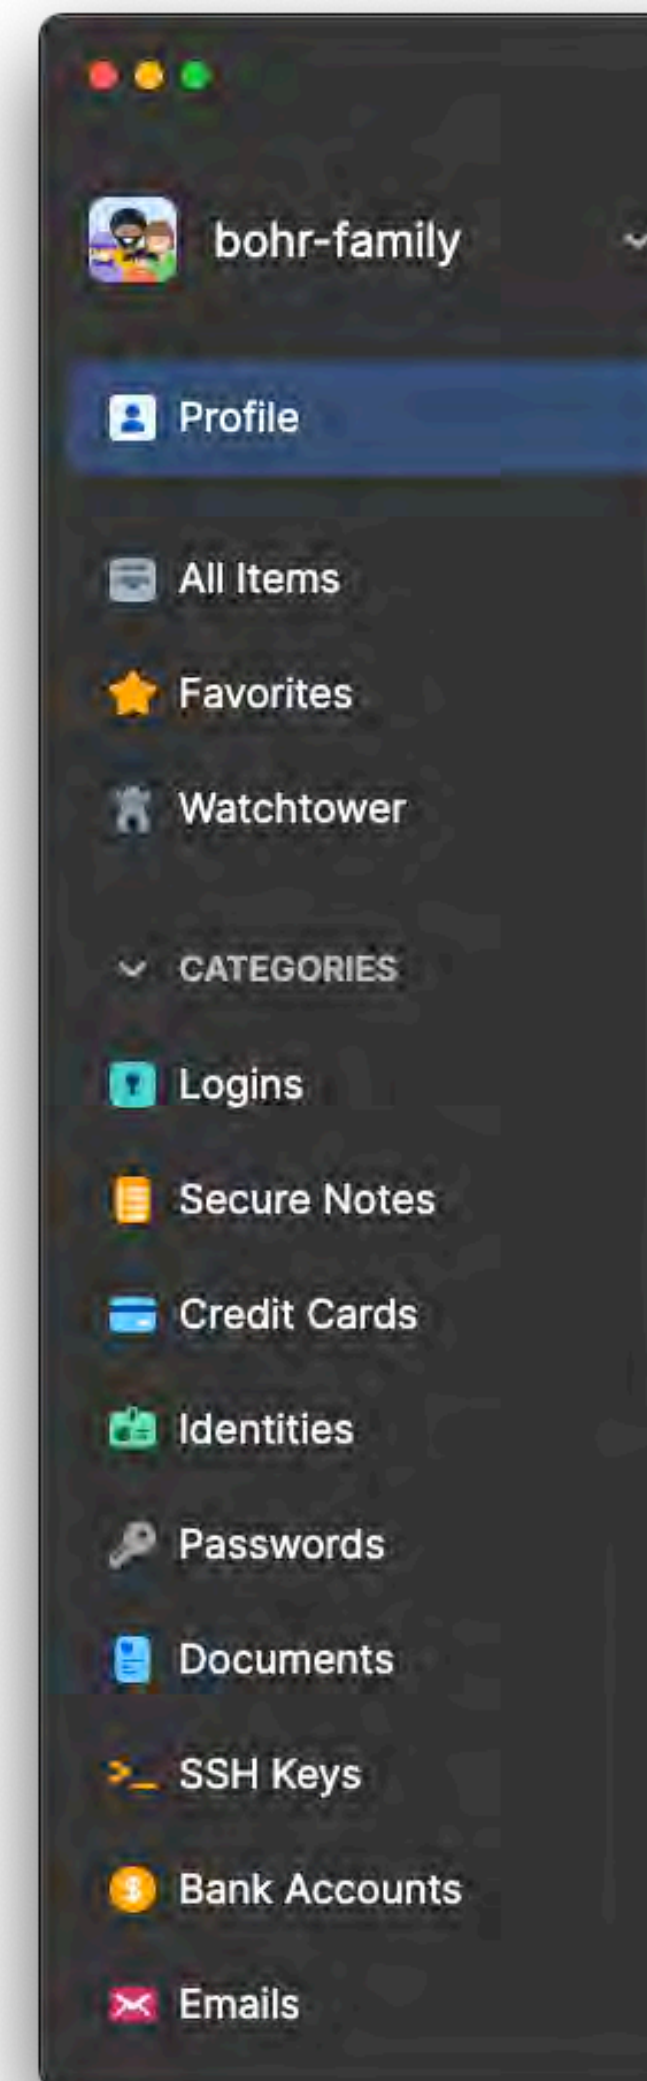 bohr-family
Profile
All Items
Favorites
Watchtower
CATEGORIES
Logins
Secure Notes
Credit Cards
Identities
Passwords
Documents
SSH Keys
Bank Accounts
Emails